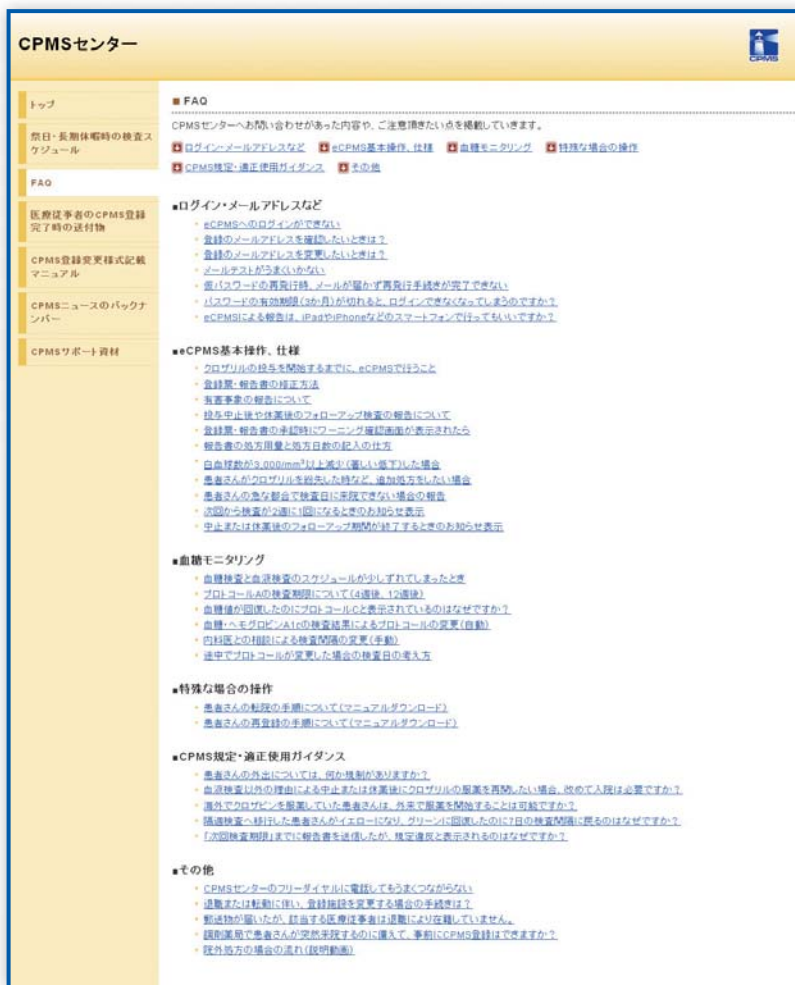 CPMSセンター
CPMS
トップ
祭日・長期休暇時の検査ス
ケジュール
FAQ
医療従事者のCPMS登録
完了時の送付物
CPMS登録変更様式記載
マニュアル
CPMSニュースのバックナ
ンバー
CPMSサポート資材
■ FAQ
CPMSセンターへお問い合わせがあった内容や、ご注意頂きたい点を掲載していきます。
ログイン・メールアドレスなど eCPMS基本操作、仕様 血糖モニタリング 特殊な場合の操作
CPMS規定・適正使用ガイダンス その他
■ログイン・メールアドレスなど
eCPMSへのログインができない
登録のメールアドレスを確認したいときは？
登録のメールアドレスを変更したいときは？
メールテストがうまくいかない
仮パスワードの再発行時、メールが届かず再発行手続きが完了できない
パスワードの有効期限(3か月)が切れると、ログインできなくなってしまうのですか？
eCPMSによる報告は、iPadやiPhoneなどのスマートフォンで行ってもいいですか？
■eCPMS基本操作、仕様
クロザリルの投与を開始するまでに、eCPMSで行うこと
登録票・報告書の修正方法
有害事象の報告について
投与中止後や休薬後のフォローアップ検査の報告について
登録票・報告書の承認時にワーニング確認画面が表示されたら
報告書の処方用量と処方日数の記入の仕方
白血球数が3,000/mm³以上減少(著しい低下)した場合
患者さんがクロザリルを紛失した時など、追加処方をしたい場合
患者さんの急な都合で検査日に来院できない場合の報告
次回から検査が2週に1回になるときのお知らせ表示
中止または休薬後のフォローアップ期間が終了するときのお知らせ表示
■血糖モニタリング
血糖検査と血液検査のスケジュールが少しずれてしまったとき
プロトコールAの検査期限について(4週後、12週後)
血糖値が回復したのにプロトコールCと表示されているのはなぜですか？
血糖・ヘモグロビンA1cの検査結果によるプロトコールの変更(自動)
内科医との相談による検査間隔の変更(手動)
途中でプロトコールが変更した場合の検査日の考え方
■特殊な場合の操作
患者さんの転院の手順について(マニュアルダウンロード)
患者さんの再登録の手順について(マニュアルダウンロード)
■CPMS規定・適正使用ガイダンス
患者さんの外出については、何か規制がありますか？
血液検査以外の理由による中止または休薬後にクロザリルの服薬を再開したい場合、改めて入院は必要ですか？
海外でクロザピンを服薬していた患者さんは、外来で服薬を開始することは可能ですか？
隔週検査へ移行した患者さんがイエローになり、グリーンに回復したのに7日の検査間隔に戻るのはなぜですか？
「次回検査期限」までに報告書を送信したが、規定違反と表示されるのはなぜですか？
■その他
CPMSセンターのフリーダイヤルに電話してもうまくつながらない
退職または転勤に伴い、登録施設を変更する場合の手続きは？
郵送物が届いたが、該当する医療従事者は退職により在籍していません。
調剤薬局で患者さんが突然来院するのに備えて、事前にCPMS登録はできますか？
院外処方の場合の流れ(説明動画)